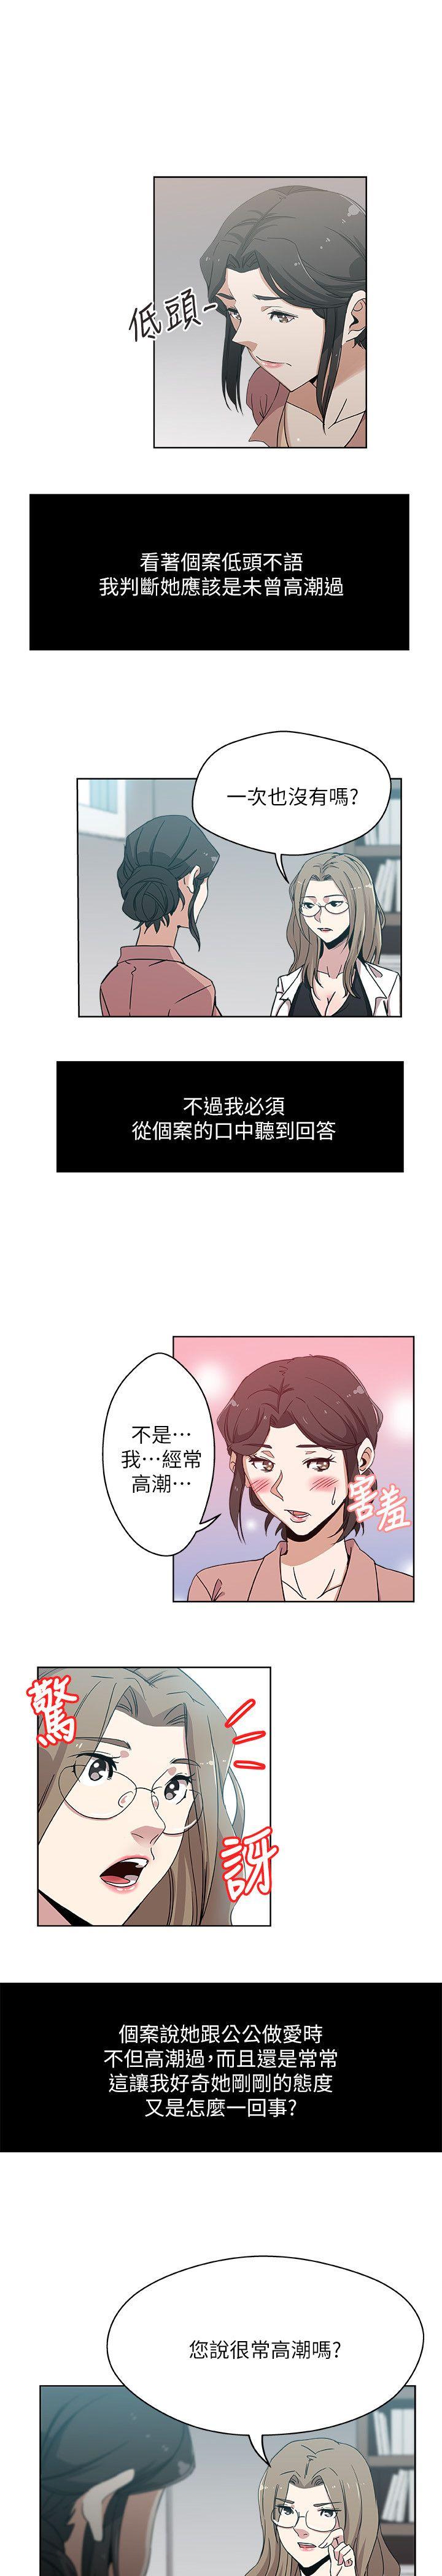 低頭-
看著個案低頭不語
我判斷她應該是未曾高潮過
一次也沒有嗎?
不過我必須
從個案的口中聽到回答
不是…
我…經常
高潮…
害羞
驚
訝
個案說她跟公公做愛時
不但高潮過,而且還是常常
這讓我好奇她剛剛的態度
又是怎麼一回事?
您說很常高潮嗎?